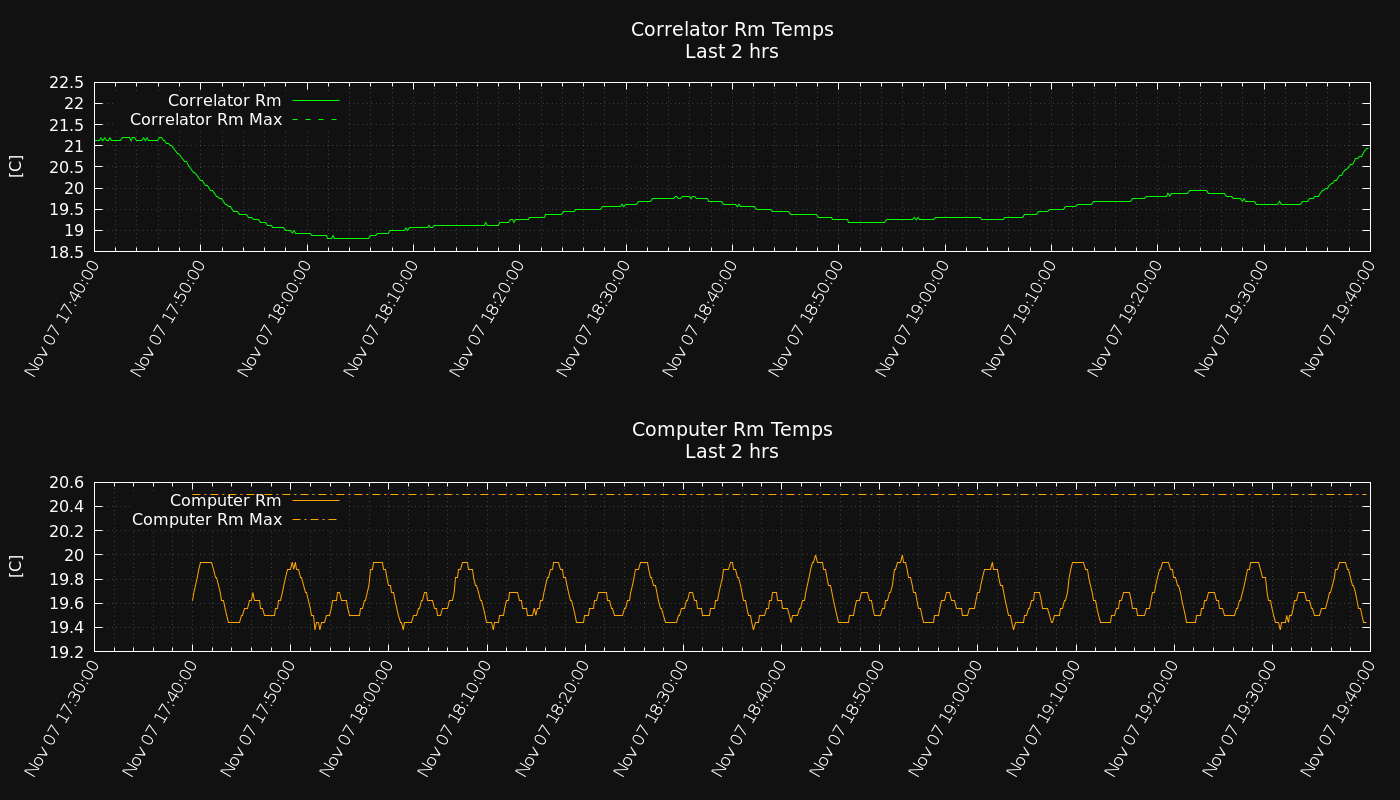 Correlator Rm Temps
Last 2 hrs
22.5
22
21.5
21
20.5
20
19.5
19
18.5
[C]
Correlator Rm
Correlator Rm Max
Nov 07 17:40:00
Nov 07 17:50:00
Nov 07 18:00:00
Nov 07 18:10:00
Nov 07 18:20:00
Nov 07 18:30:00
Nov 07 18:40:00
Nov 07 18:50:00
Nov 07 19:00:00
Nov 07 19:10:00
Nov 07 19:20:00
Nov 07 19:30:00
Nov 07 19:40:00
Computer Rm Temps
Last 2 hrs
20.6
20.4
20.2
20
19.8
19.6
19.4
19.2
[C]
Computer Rm
Computer Rm Max
Nov 07 17:30:00
Nov 07 17:40:00
Nov 07 17:50:00
Nov 07 18:00:00
Nov 07 18:10:00
Nov 07 18:20:00
Nov 07 18:30:00
Nov 07 18:40:00
Nov 07 18:50:00
Nov 07 19:00:00
Nov 07 19:10:00
Nov 07 19:20:00
Nov 07 19:30:00
Nov 07 19:40:00